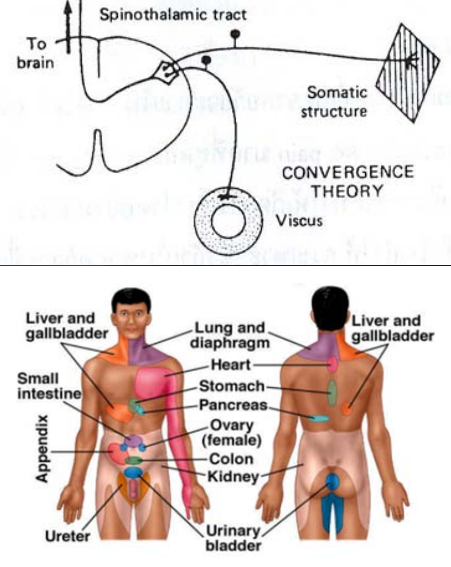 Spinothalamic tract
To
brain
Somatic
structure
CONVERGENCE
THEORY
Viscus
Liver and
gallbladder
Lung and
diaphragm
Liver and
gallbladder
Heart
Small
intestine
Stomach
Pancreas
Appendix
Ovary
(female)
Colon
Kidney
Ureter
Urinary
bladder